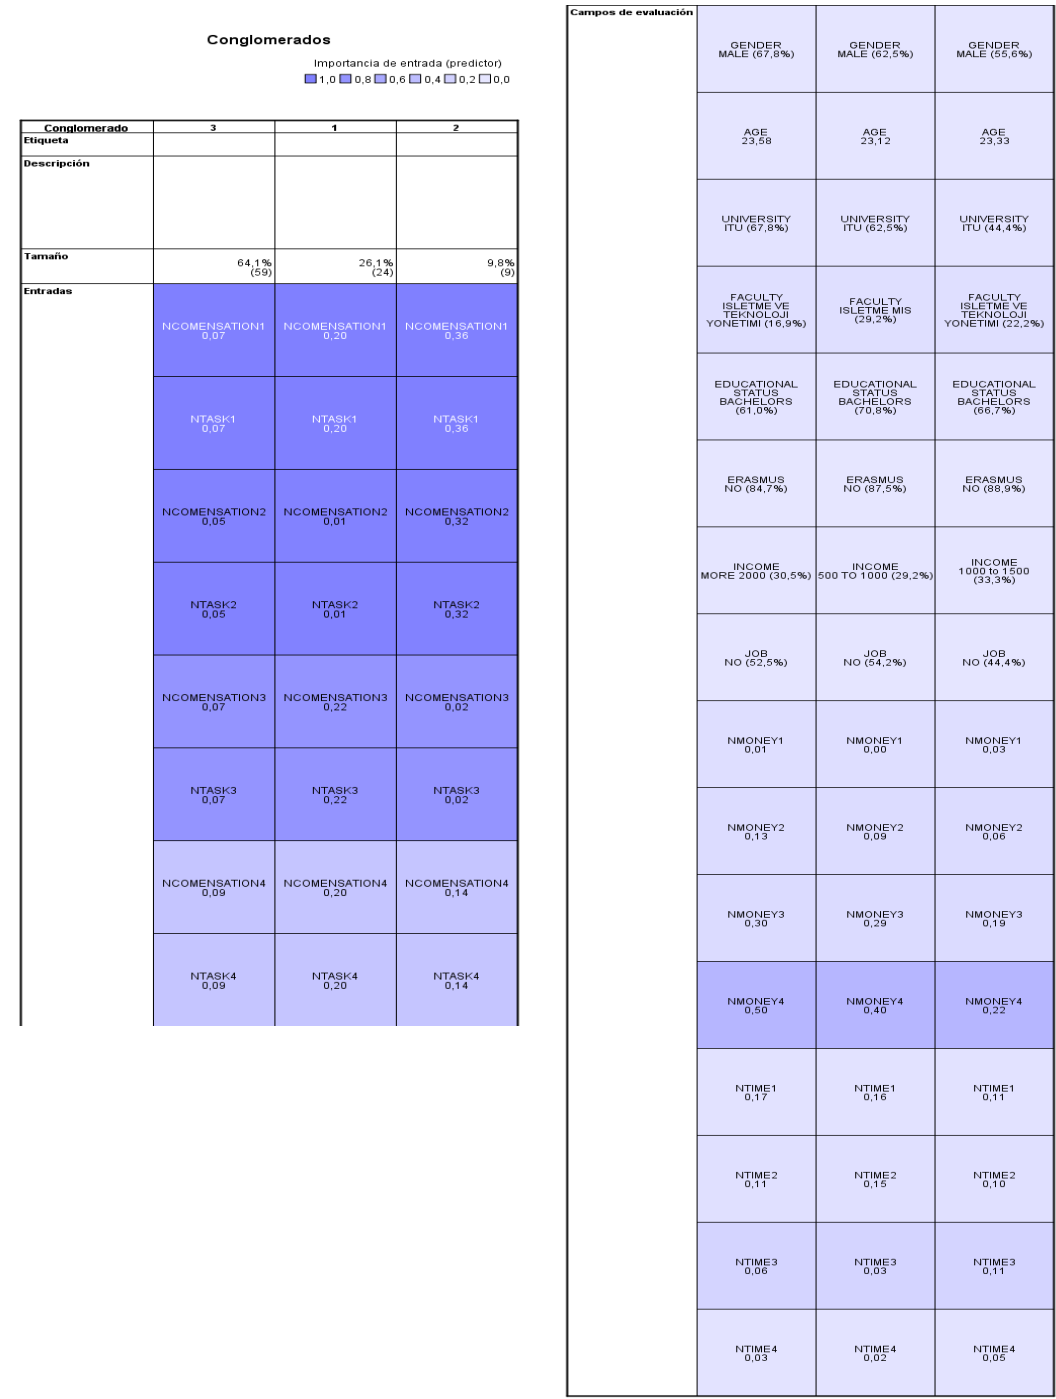 Conglomerados
Importancia de entrada (predictor)
1,0 0,8 0,6 0,4 0,2 0,0
Conglomerado 3 1 2
Etiqueta
Descripción
Tamaño 64,1% 26,1% 9,8%
(59) (24) (9)
Entradas
NCOMENSATION1 NCOMENSATION1 NCOMENSATION1
0,07 0,20 0,36
NTASK1 NTASK1 NTASK1
0,07 0,20 0,36
NCOMENSATION2 NCOMENSATION2 NCOMENSATION2
0,05 0,01 0,32
NTASK2 NTASK2 NTASK2
0,05 0,01 0,32
NCOMENSATION3 NCOMENSATION3 NCOMENSATION3
0,07 0,22 0,02
NTASK3 NTASK3 NTASK3
0,07 0,22 0,02
NCOMENSATION4 NCOMENSATION4 NCOMENSATION4
0,09 0,20 0,14
NTASK4 NTASK4 NTASK4
0,09 0,20 0,14
Campos de evaluación
GENDER GENDER GENDER
MALE (67,8%) MALE (62,5%) MALE (55,6%)
AGE AGE AGE
23,58 23,12 23,33
UNIVERSITY UNIVERSITY UNIVERSITY
ITU (67,8%) ITU (62,5%) ITU (44,4%)
FACULTY FACULTY FACULTY
ISLETME VE ISLETME MIS ISLETME VE
TEKNOLOJI (29,2%) TEKNOLOJI
YONETIMI (16,9%) YONETIMI (22,2%)
EDUCATIONAL EDUCATIONAL EDUCATIONAL
STATUS STATUS STATUS
BACHELORS BACHELORS BACHELORS
(61,0%) (70,8%) (66,7%)
ERASMUS ERASMUS ERASMUS
NO (84,7%) NO (87,5%) NO (88,9%)
INCOME INCOME INCOME
MORE 2000 (30,5%) 500 TO 1000 (29,2%) 1000 to 1500
(33,3%)
JOB JOB JOB
NO (52,5%) NO (54,2%) NO (44,4%)
NMONEY1 NMONEY1 NMONEY1
0,01 0,00 0,03
NMONEY2 NMONEY2 NMONEY2
0,13 0,09 0,06
NMONEY3 NMONEY3 NMONEY3
0,30 0,29 0,19
NMONEY4 NMONEY4 NMONEY4
0,50 0,40 0,22
NTIME1 NTIME1 NTIME1
0,17 0,16 0,11
NTIME2 NTIME2 NTIME2
0,11 0,15 0,10
NTIME3 NTIME3 NTIME3
0,06 0,03 0,11
NTIME4 NTIME4 NTIME4
0,03 0,02 0,05